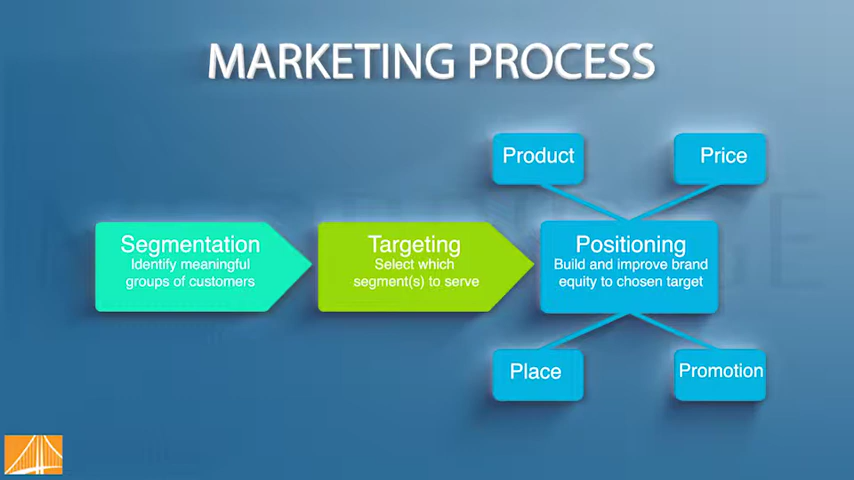 MARKETING PROCESS
Product
Price
Segmentation
Identify meaningful
groups of customers
Targeting
Select which
segment(s) to serve
Positioning
Build and improve brand
equity to chosen target
Place
Promotion